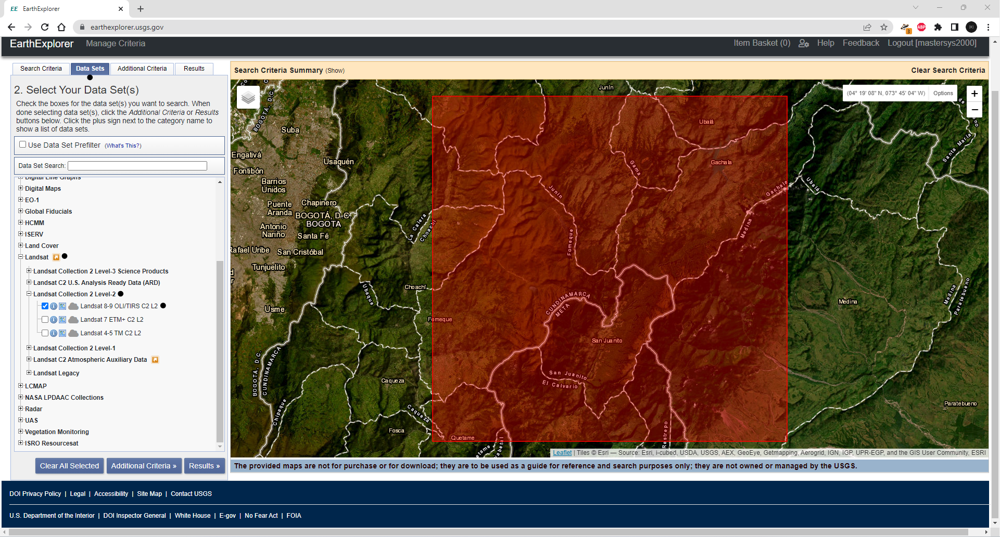 EE EarthExplorer
earthexplorer.usgs.gov
3
ABP
EarthExplorer
Manage Criteria
Item Basket (0)
Help
Feedback
Logout [mastersys2000]
Search Criteria
Data Sets
Additional Criteria
Results
2. Select Your Data Set(s)
Check the boxes for the data set(s) you want to search. When
done selecting data set(s), click the Additional Criteria or Results
buttons below. Click the plus sign next to the category name to
show a list of data sets.
Use Data Set Prefilter (What's This?)
Data Set Search:
Digital Line Graphs
Digital Maps
EO-1
Global Fiducials
HCMM
ISERV
Land Cover
Landsat
Landsat Collection 2 Level-3 Science Products
Landsat C2 U.S. Analysis Ready Data (ARD)
Landsat Collection 2 Level-2
Landsat 8-9 OLI/TIRS C2 L2
Landsat 7 ETM+ C2 L2
Landsat 4-5 TM C2 L2
Landsat Collection 2 Level-1
Landsat C2 Atmospheric Auxiliary Data
Landsat Legacy
LCMAP
NASA LPDAAC Collections
Radar
UAS
Vegetation Monitoring
ISRO Resourcesat
Clear All Selected
Additional Criteria »
Results »
Search Criteria Summary (Show)
Clear Search Criteria
(04° 19' 08" N, 073° 45' 04" W)
Options
+
−
Junín
BOGOTÁ, D.C.
Suba
Ubalá
Santa María
Engativá
Usaquén
Gachala
Fontibón
Gama
Barrios
Unidos
Ubalá
Junín
Gachala
Puente
Aranda
Chapinero
BOGOTÁ, D.C.
BOGOTA
La Calera
Choachí
Antonio
Nariño
Santa Fé
Medina
Fomeque
Rafael Uribe
San Cristóbal
Tunjuelito
Choachí
Ubaque
CUNDINAMARCA
META
Medina
Medina
Paratebueno
Usme
Fomeque
San Juanito
BOGOTÁ, D.C.
CUNDINAMARCA
San Juanito
El Calvario
Caqueza
Paratebueno
Chipaque
Caqueza
Fosca
Quetame
Restrepo
Leaflet | Tiles © Esri — Source: Esri, i-cubed, USDA, USGS, AEX, GeoEye, Getmapping, Aerogrid, IGN, IGP, UPR-EGP, and the GIS User Community, ESRI
The provided maps are not for purchase or for download; they are to be used as a guide for reference and search purposes only; they are not owned or managed by the USGS.
DOI Privacy Policy | Legal | Accessibility | Site Map | Contact USGS
U.S. Department of the Interior | DOI Inspector General | White House | E-gov | No Fear Act | FOIA